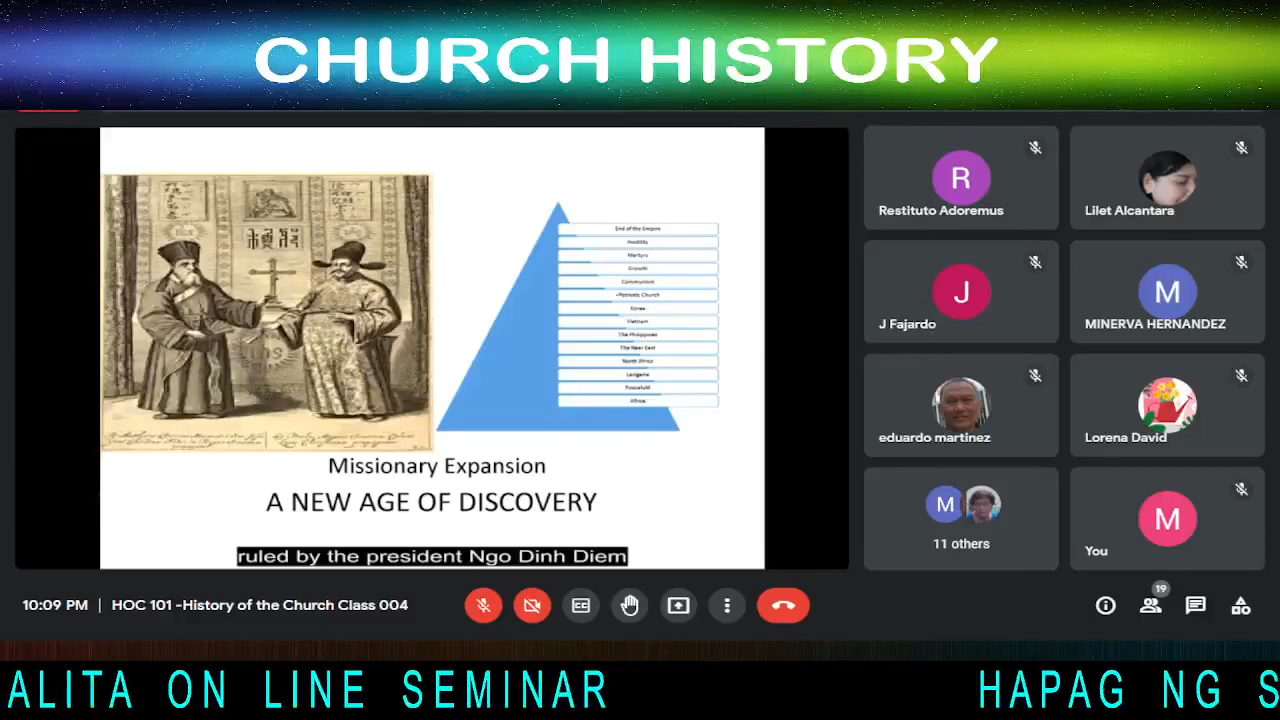 CHURCH HISTORY
End of the Empire
Hostility
Martyrs
Growth
Communism
-Patriotic Church
Korea
Vietnam
The Philippines
The Near East
North Africa
Lavigerie
Foucauld
Africa
Missionary Expansion
A NEW AGE OF DISCOVERY
ruled by the president Ngo Dinh Diem
R
Restituto Adoremus
Lilet Alcantara
J
J Fajardo
M
MINERVA HERNANDEZ
eduardo martinez
Lorena David
M
11 others
M
You
10:09 PM | HOC 101 -History of the Church Class 004
CC
19
ALITA ON LINE SEMINAR
HAPAG NG S